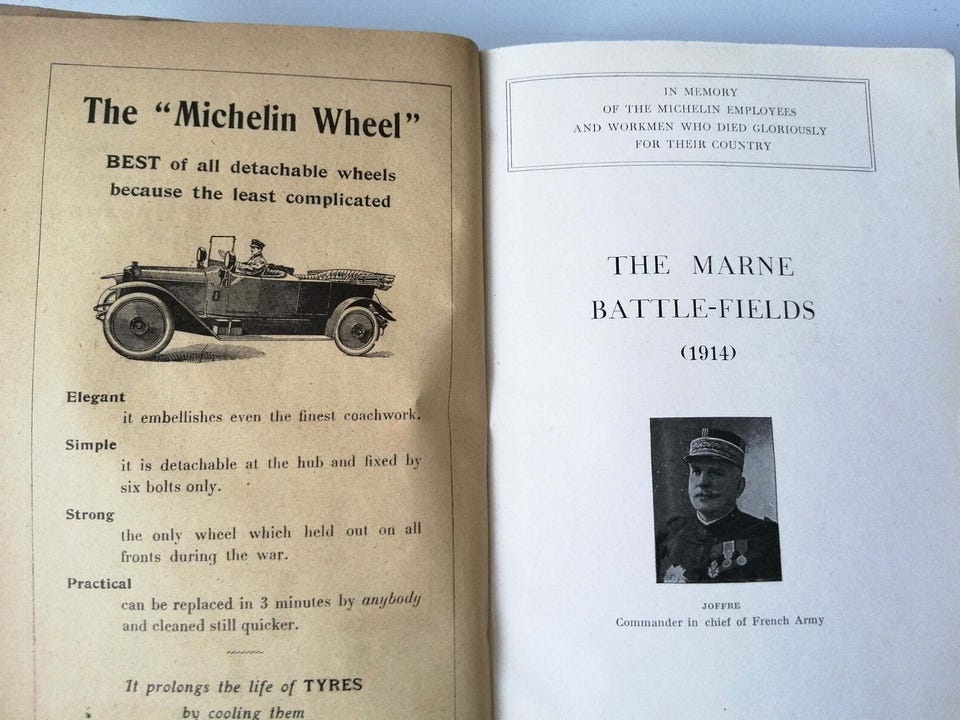 The "Michelin Wheel"
BEST of all detachable wheels
because the least complicated
Elegant
it embellishes even the finest coachwork.
Simple
it is detachable at the hub and fixed by
six bolts only.
Strong
the only wheel which held out on all
fronts during the war.
Practical
can be replaced in 3 minutes by anybody
and cleaned still quicker.
It prolongs the life of TYRES
by cooling them
IN MEMORY
OF THE MICHELIN EMPLOYEES
AND WORKMEN WHO DIED GLORIOUSLY
FOR THEIR COUNTRY
THE MARNE
BATTLE-FIELDS
(1914)
JOFFRE
Commander in chief of French Army